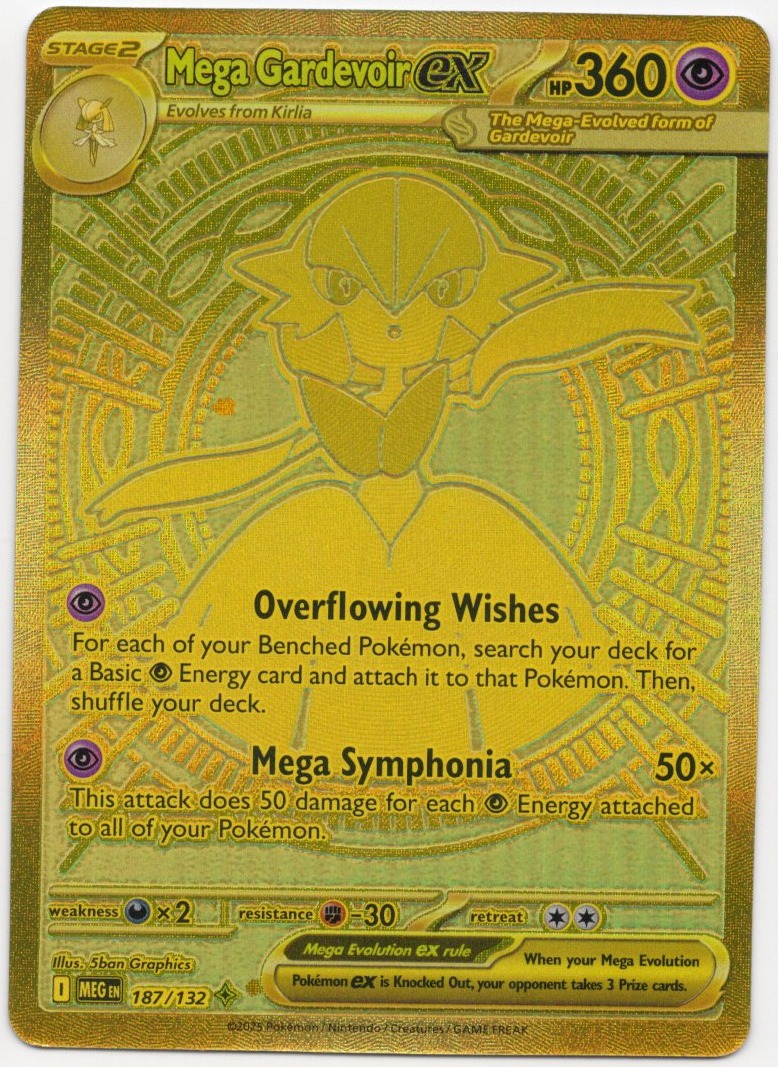 STAGE2
Mega Gardevoir ex
HP 360
Evolves from Kirlia
The Mega-Evolved form of
Gardevoir
Overflowing Wishes
For each of your Benched Pokémon, search your deck for
a Basic Energy card and attach it to that Pokémon. Then,
shuffle your deck.
Mega Symphonia 50×
This attack does 50 damage for each Energy attached
to all of your Pokémon.
weakness ×2 resistance -30 retreat
Illus. 5ban Graphics
Mega Evolution ex rule
When your Mega Evolution
Pokémon ex is Knocked Out, your opponent takes 3 Prize cards.
I MEG EN 187/132
©2025 Pokémon / Nintendo / Creatures / GAME FREAK